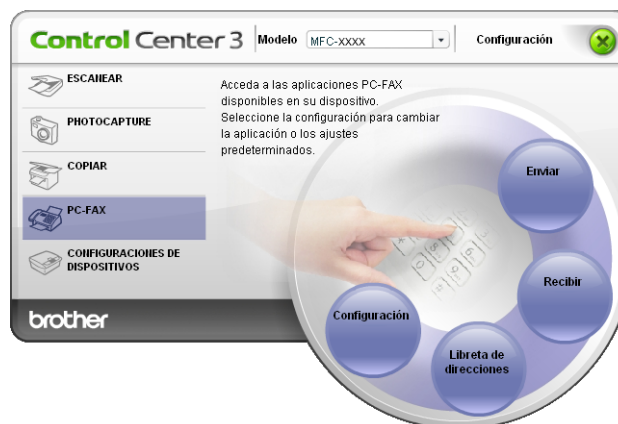 Control Center 3
Modelo
MFC-XXXX
Configuración
ESCANEAR
PHOTOCAPTURE
COPIAR
PC-FAX
CONFIGURACIONES DE
DISPOSITIVOS
brother
Acceda a las aplicaciones PC-FAX
disponibles en su dispositivo.
Seleccione la configuración para cambiar
la aplicación o los ajustes
predeterminados.
Enviar
Recibir
Libreta de
direcciones
Configuración